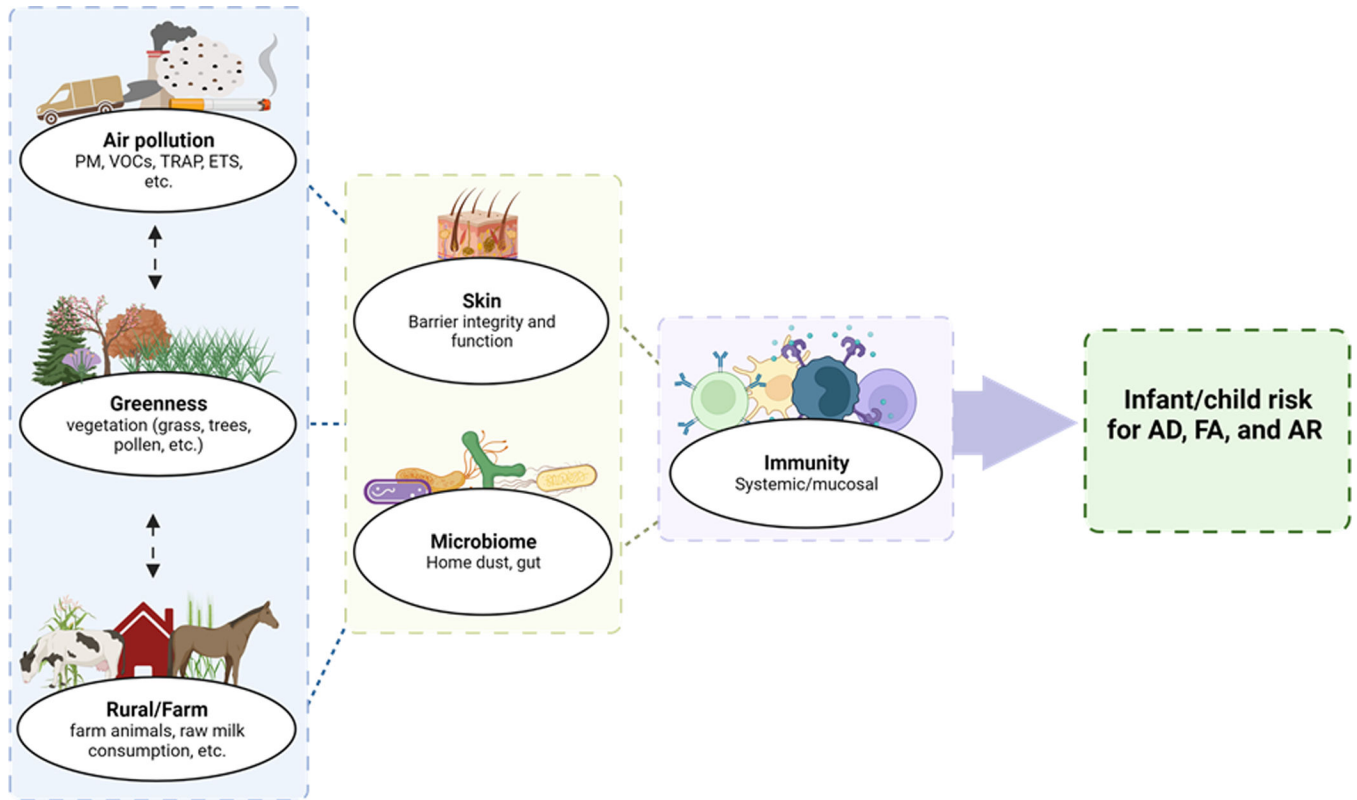 Air pollution
PM, VOCs, TRAP, ETS,
etc.
Greenness
vegetation (grass, trees,
pollen, etc.)
Rural/Farm
farm animals, raw milk
consumption, etc.
Skin
Barrier integrity and
function
Microbiome
Home dust, gut
Immunity
Systemic/mucosal
Infant/child risk
for AD, FA, and AR